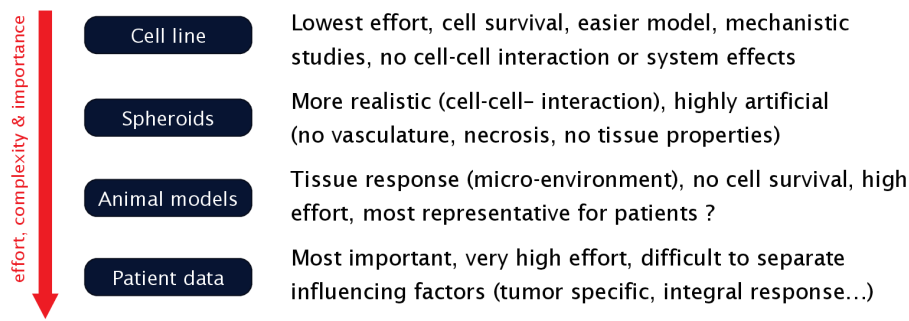 effort, complexity & importance
Cell line
Lowest effort, cell survival, easier model, mechanistic
studies, no cell-cell interaction or system effects
Spheroids
More realistic (cell-cell– interaction), highly artificial
(no vasculature, necrosis, no tissue properties)
Animal models
Tissue response (micro-environment), no cell survival, high
effort, most representative for patients ?
Patient data
Most important, very high effort, difficult to separate
influencing factors (tumor specific, integral response...)